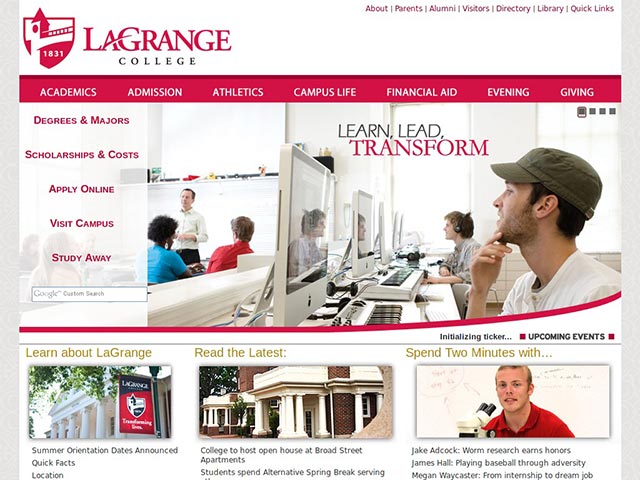 About | Parents | Alumni | Visitors | Directory | Library | Quick Links
LAGRANGE
COLLEGE
1831
ACADEMICS ADMISSION ATHLETICS CAMPUS LIFE FINANCIAL AID EVENING GIVING
DEGREES & MAJORS
SCHOLARSHIPS & COSTS
APPLY ONLINE
VISIT CAMPUS
STUDY AWAY
Google™ Custom Search
LEARN, LEAD,
TRANSFORM
Initializing ticker... UPCOMING EVENTS
Learn about LaGrange
LAGRANGE
Transforming
lives.
Summer Orientation Dates Announced
Quick Facts
Location
Read the Latest:
College to host open house at Broad Street
Apartments
Students spend Alternative Spring Break serving
Spend Two Minutes with...
Jake Adcock: Worm research earns honors
James Hall: Playing baseball through adversity
Megan Waycaster: From internship to dream job